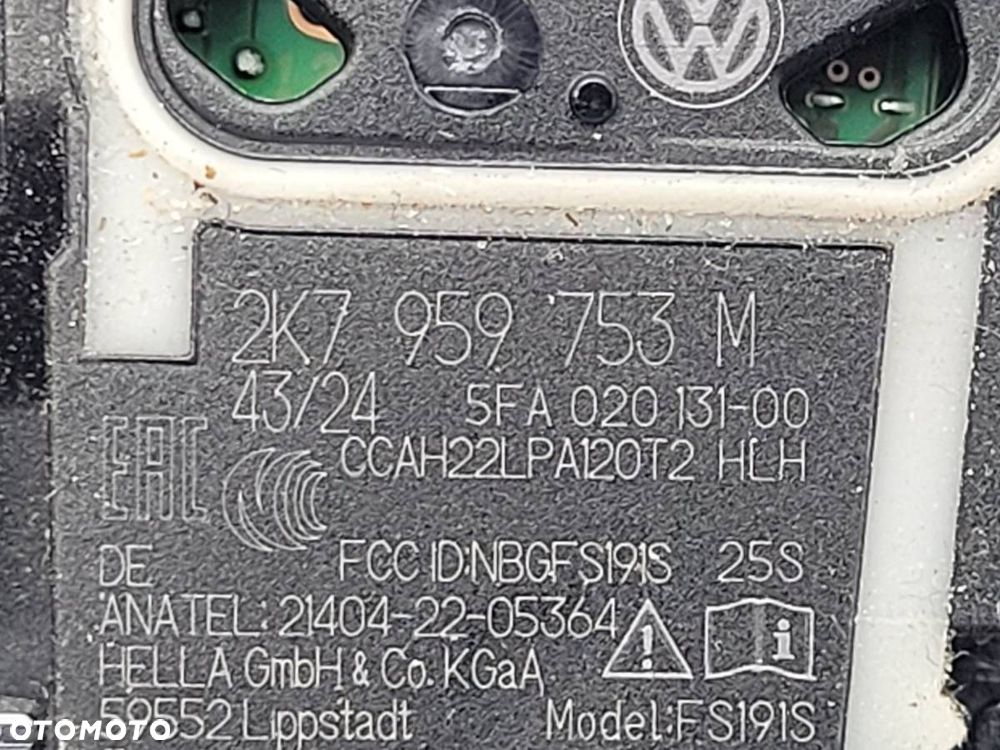 2K7 959 753 M
43/24 5FA 020 131-00
EAC CCAH22LPA120T2 HLH
DE FCC ID:NBGFS191S 25S
ANATEL: 21404-22-05364
HELLA GmbH & Co. KGaA
59552 Lippstadt Model:FS191S
OTOMOTO